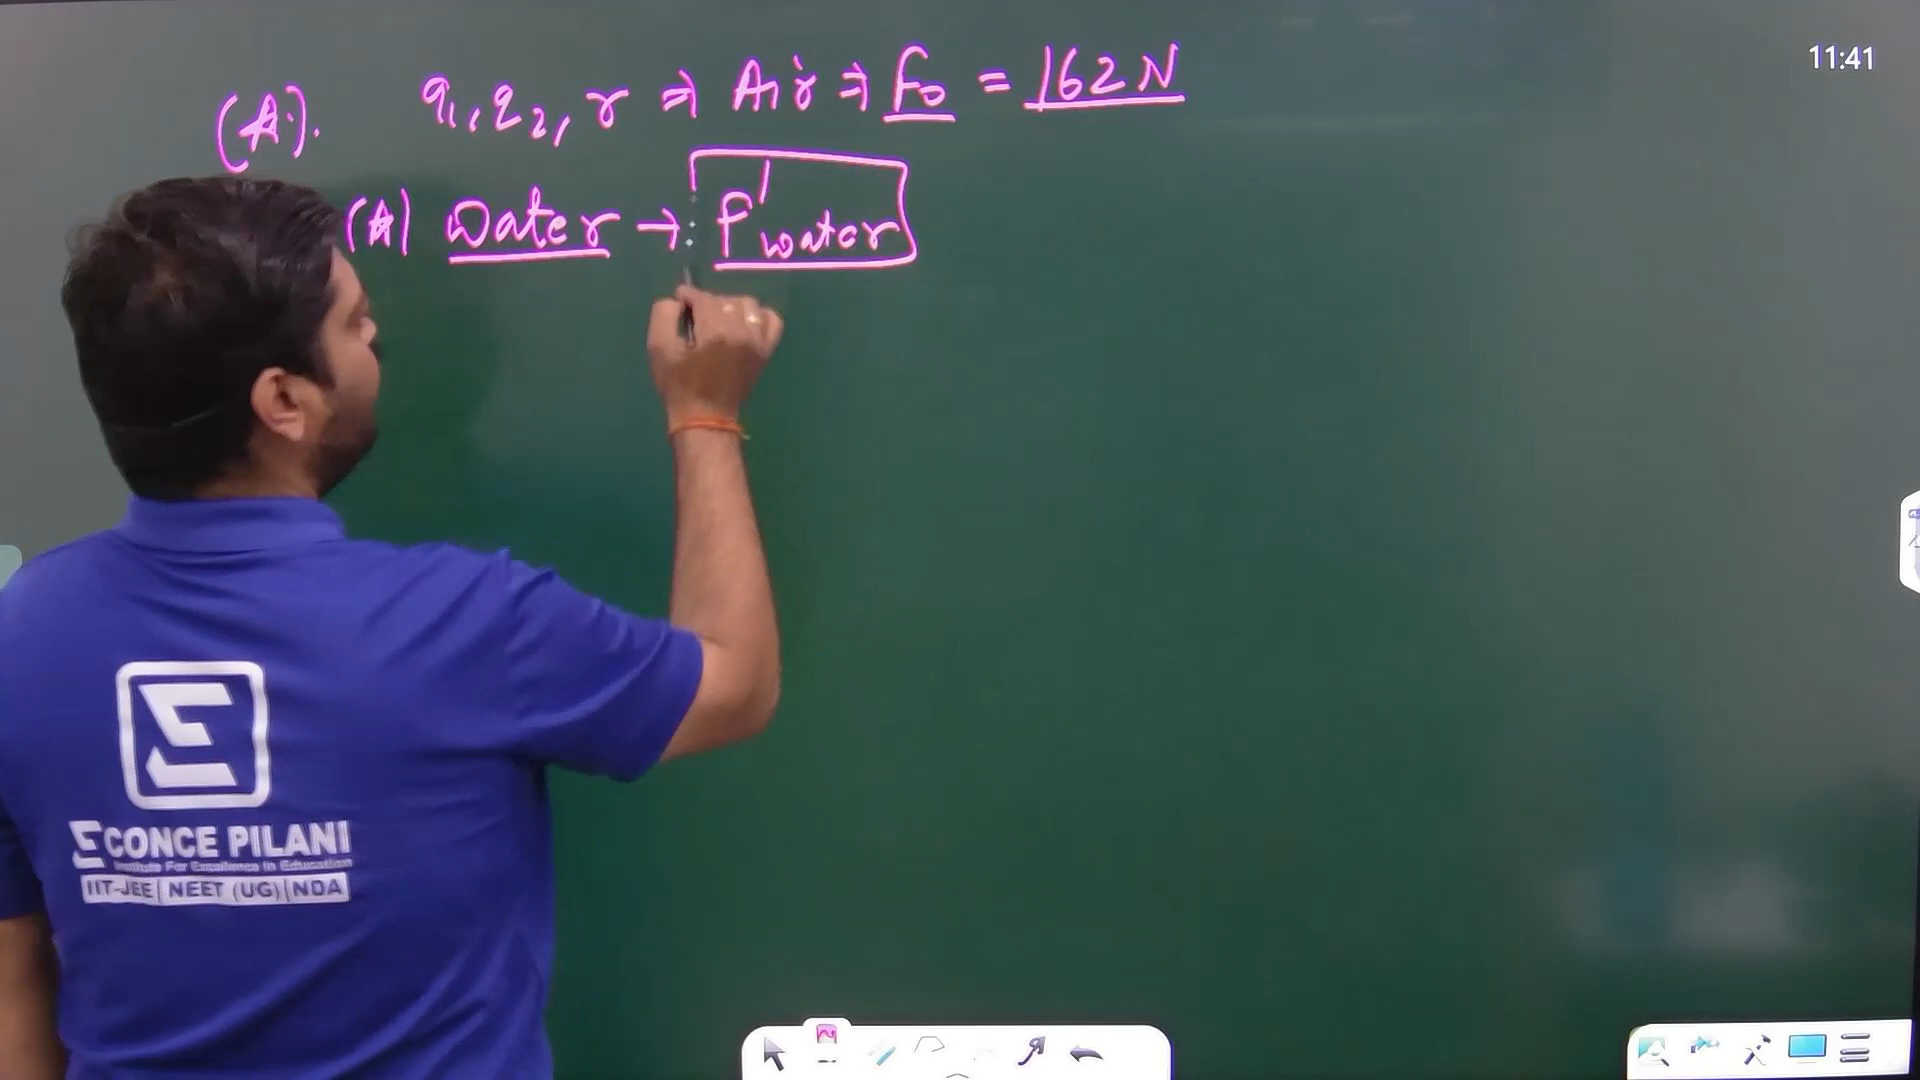 (A). q₁, q₂, r ⇒ Air ⇒ F₀ = 162 N
(A) Water → F'water
11:41
CONCE PILANI
Institute For Excellence In Education
IIT-JEE | NEET (UG) | NDA